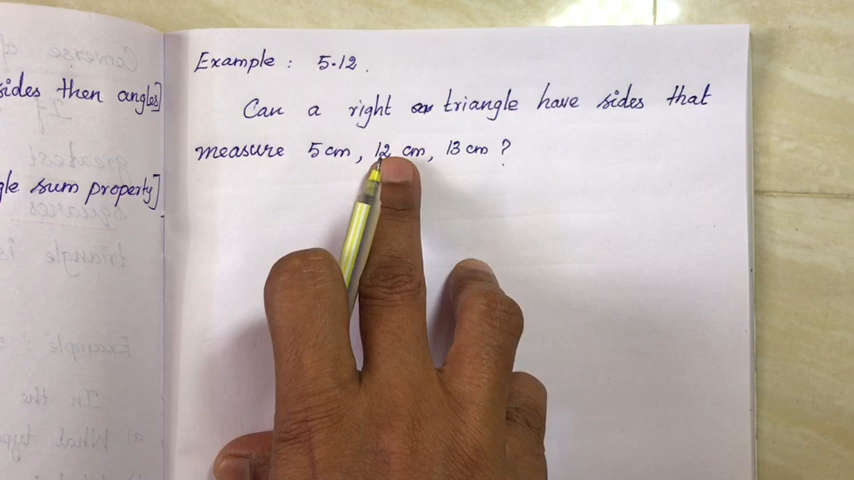 Example : 5.12.
sides then angles]
Can a right triangle have sides that
measure 5 cm, 12 cm, 13 cm ?
gle sum property]